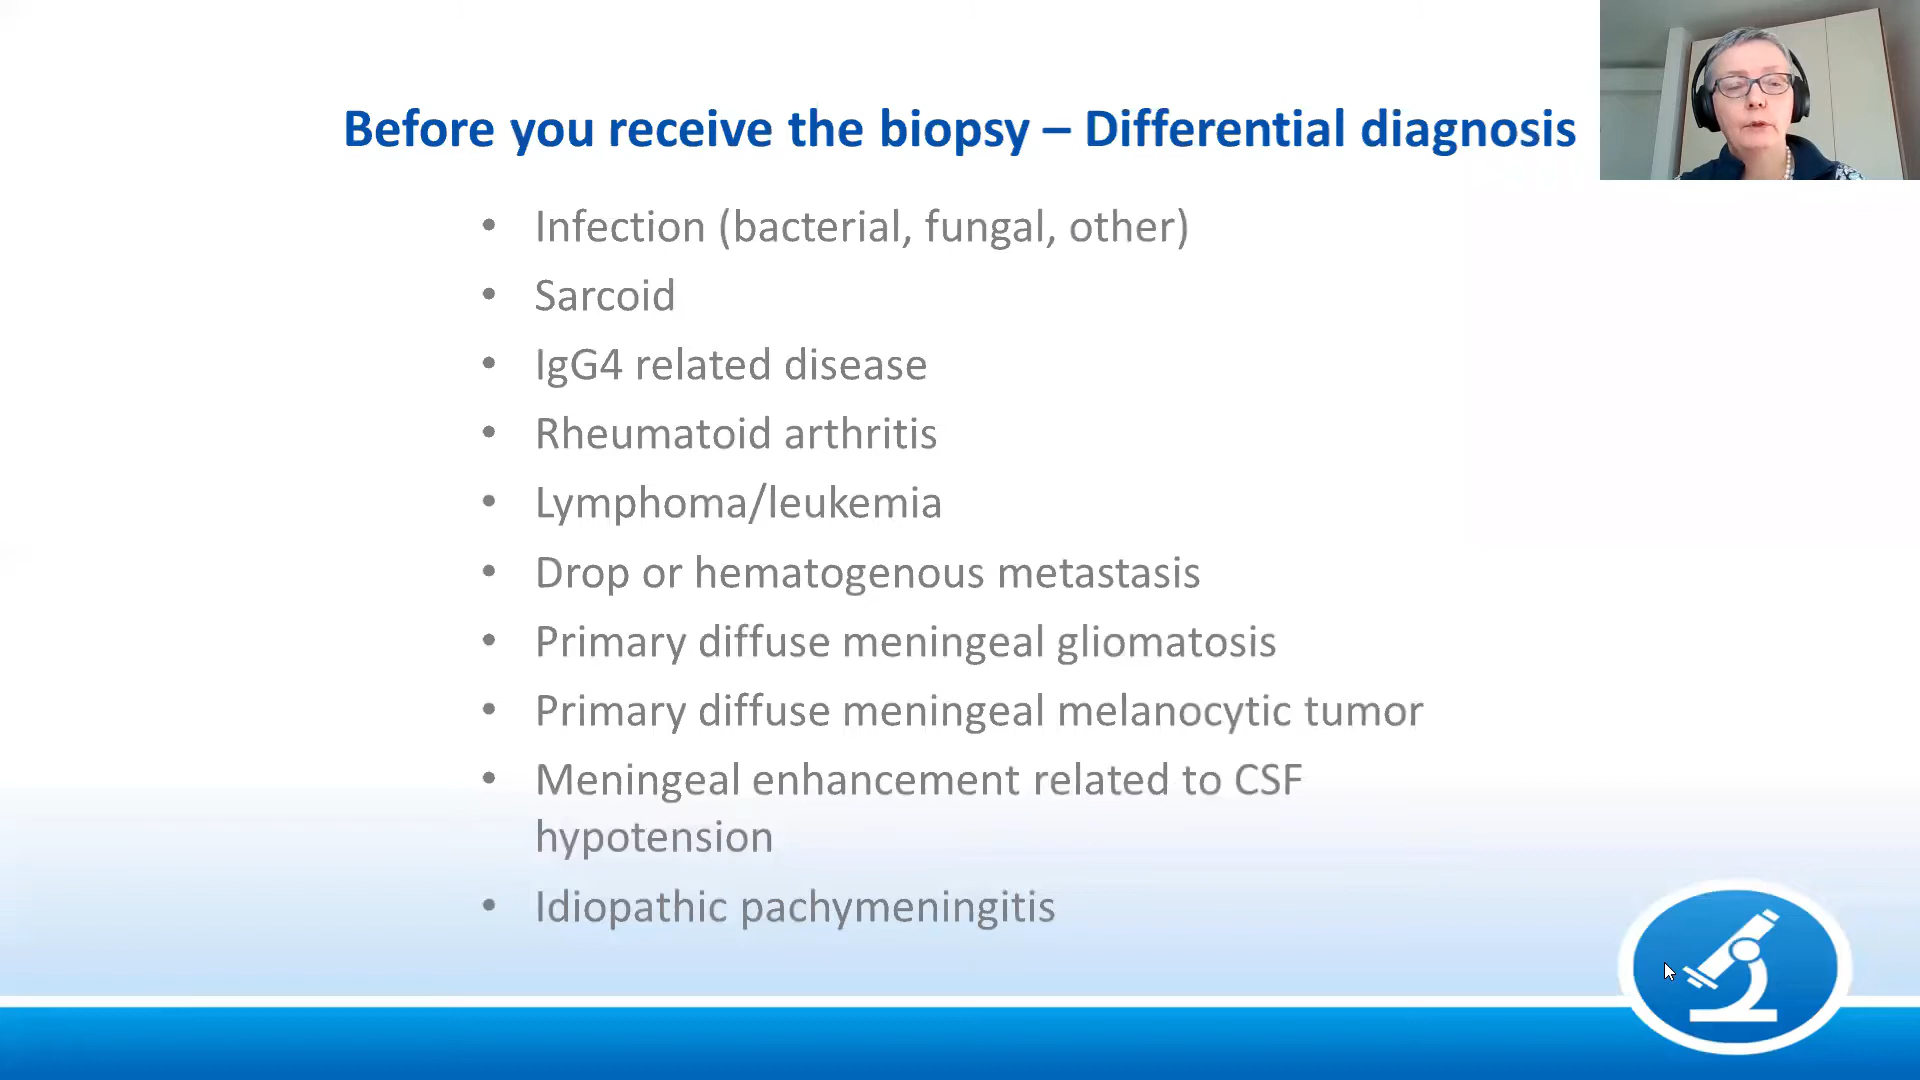 Before you receive the biopsy – Differential diagnosis
• Infection (bacterial, fungal, other)
• Sarcoid
• IgG4 related disease
• Rheumatoid arthritis
• Lymphoma/leukemia
• Drop or hematogenous metastasis
• Primary diffuse meningeal gliomatosis
• Primary diffuse meningeal melanocytic tumor
• Meningeal enhancement related to CSF
hypotension
• Idiopathic pachymeningitis